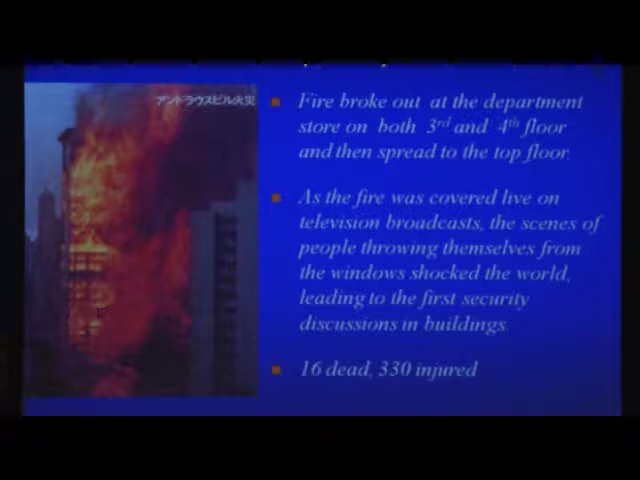 アンドラウスビル火災
Fire broke out at the department
store on both 3rd and 4th floor
and then spread to the top floor.
As the fire was covered live on
television broadcasts, the scenes of
people throwing themselves from
the windows shocked the world,
leading to the first security
discussions in buildings.
16 dead, 330 injured